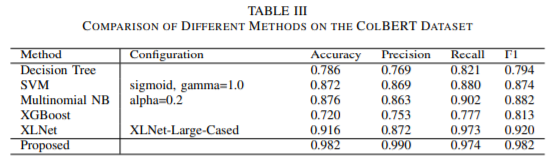 TABLE III
COMPARISON OF DIFFERENT METHODS ON THE COLBERT DATASET
Method Configuration Accuracy Precision Recall F1
Decision Tree 0.786 0.769 0.821 0.794
SVM sigmoid, gamma=1.0 0.872 0.869 0.880 0.874
Multinomial NB alpha=0.2 0.876 0.863 0.902 0.882
XGBoost 0.720 0.753 0.777 0.813
XLNet XLNet-Large-Cased 0.916 0.872 0.973 0.920
Proposed 0.982 0.990 0.974 0.982